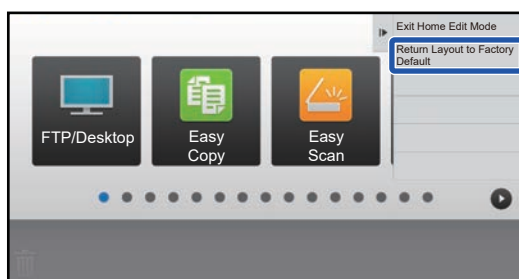 Exit Home Edit Mode
Return Layout to Factory
Default
FTP/Desktop
Easy
Copy
Easy
Scan